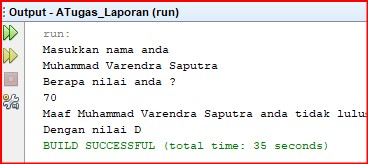 Output - ATugas_Laporan (run)
run:
Masukkan nama anda
Muhammad Varendra Saputra
Berapa nilai anda ?
70
Maaf Muhammad Varendra Saputra anda tidak lulus
Dengan nilai D
BUILD SUCCESSFUL (total time: 35 seconds)